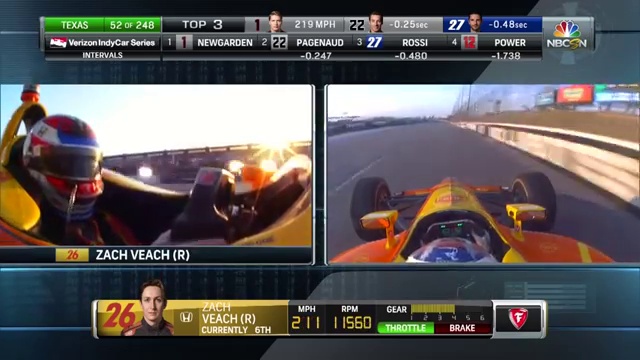 TEXAS 52 OF 248 TOP 3 1 219 MPH 22 -0.25sec 27 -0.48sec
Verizon IndyCar Series 1 1 NEWGARDEN 2 22 PAGENAUD 3 27 ROSSI 4 12 POWER NBCSN
INTERVALS -0.247 -0.480 -1.738
26 ZACH VEACH (R)
26 ZACH
VEACH (R)
CURRENTLY 6TH
MPH
211
RPM
11560
GEAR
1 2 3 4 5 6
THROTTLE BRAKE